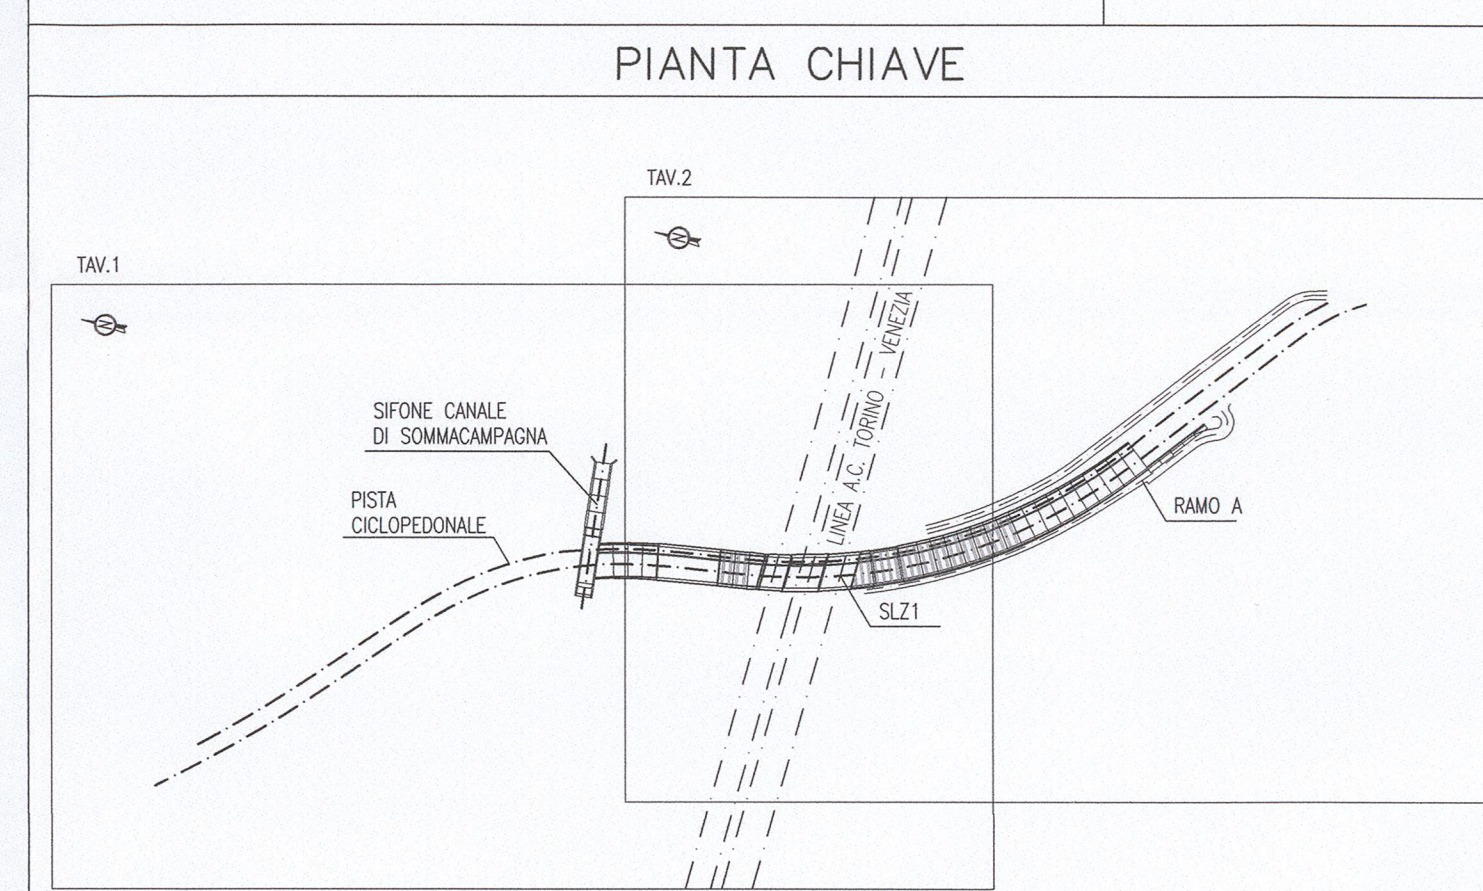 PIANTA CHIAVE
TAV.2
N
TAV.1
N
LINEA A.C. TORINO - VENEZIA
SIFONE CANALE
DI SOMMACAMPAGNA
PISTA
CICLOPEDONALE
RAMO A
SLZ1